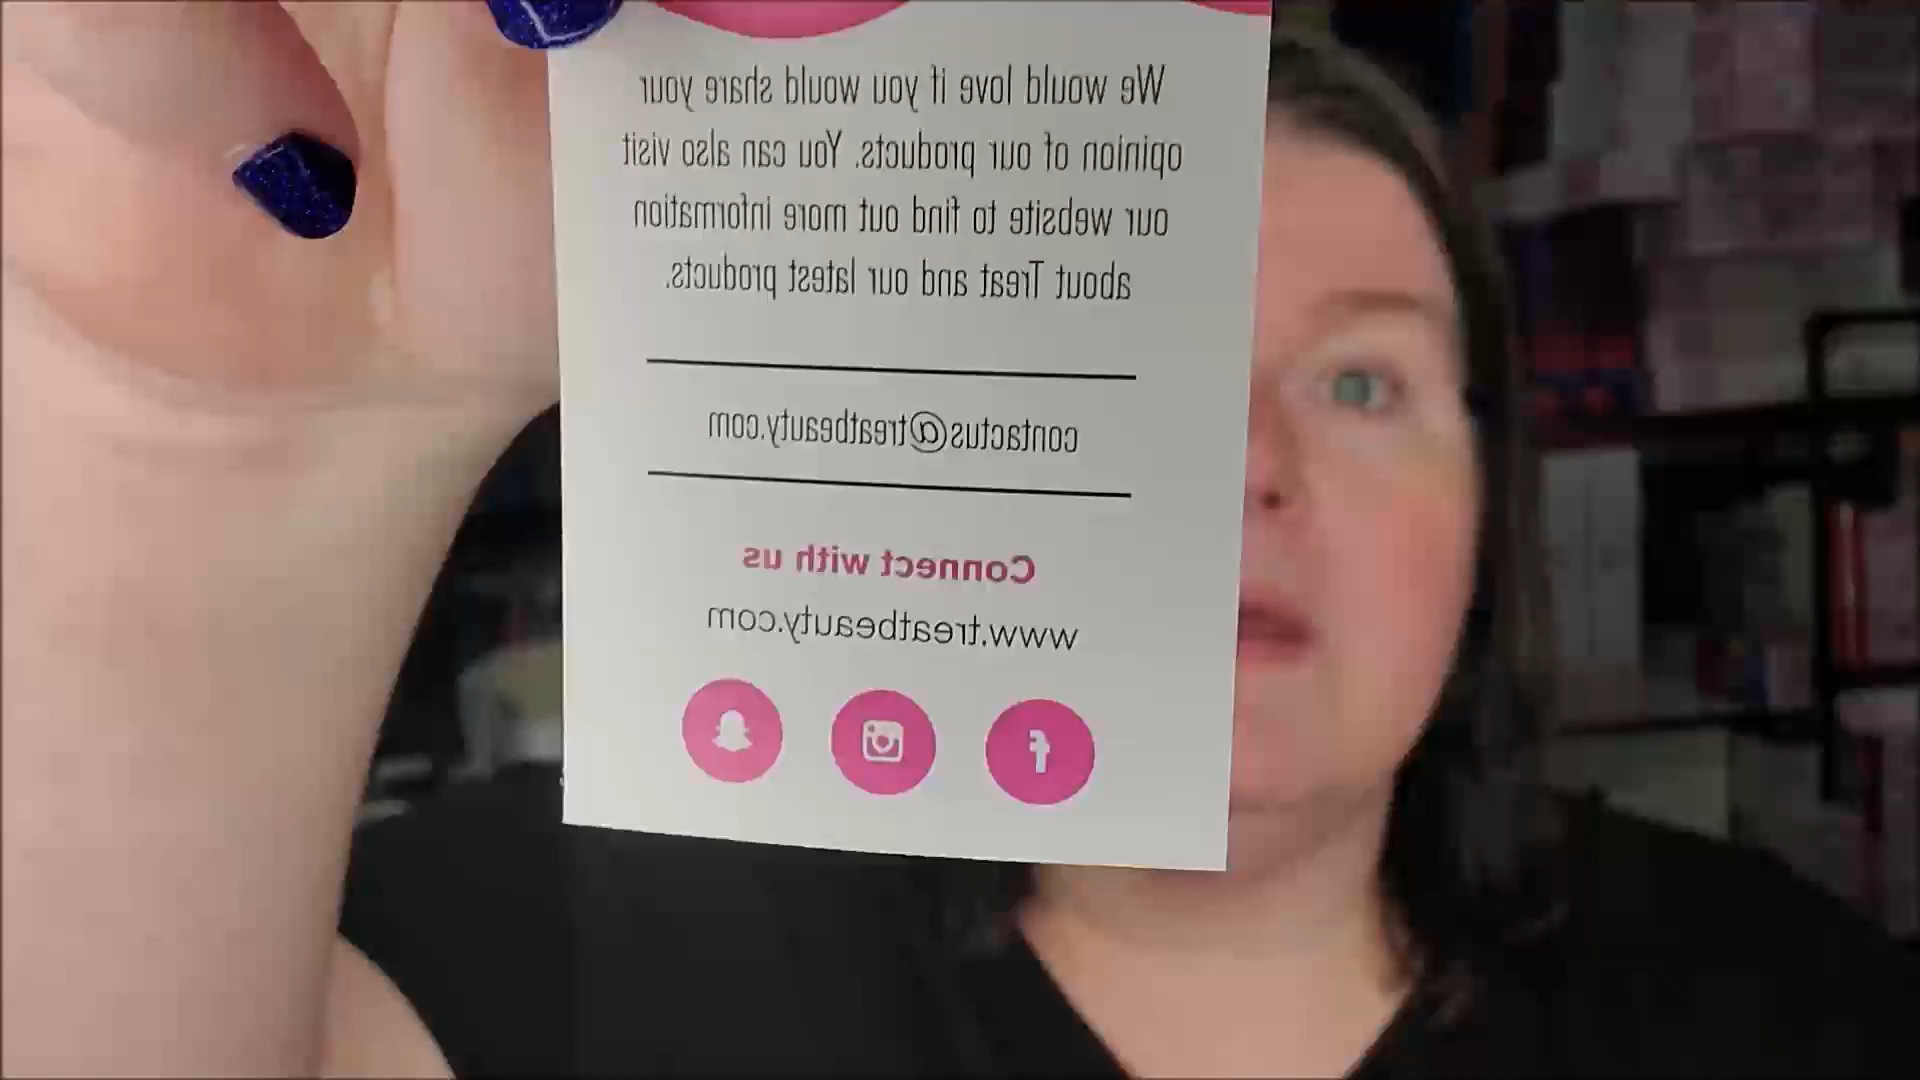 We would love if you would share your
opinion of our products. You can also visit
our website to find out more information
about Treat and our latest products.
contactus@treatbeauty.com
Connect with us
www.treatbeauty.com